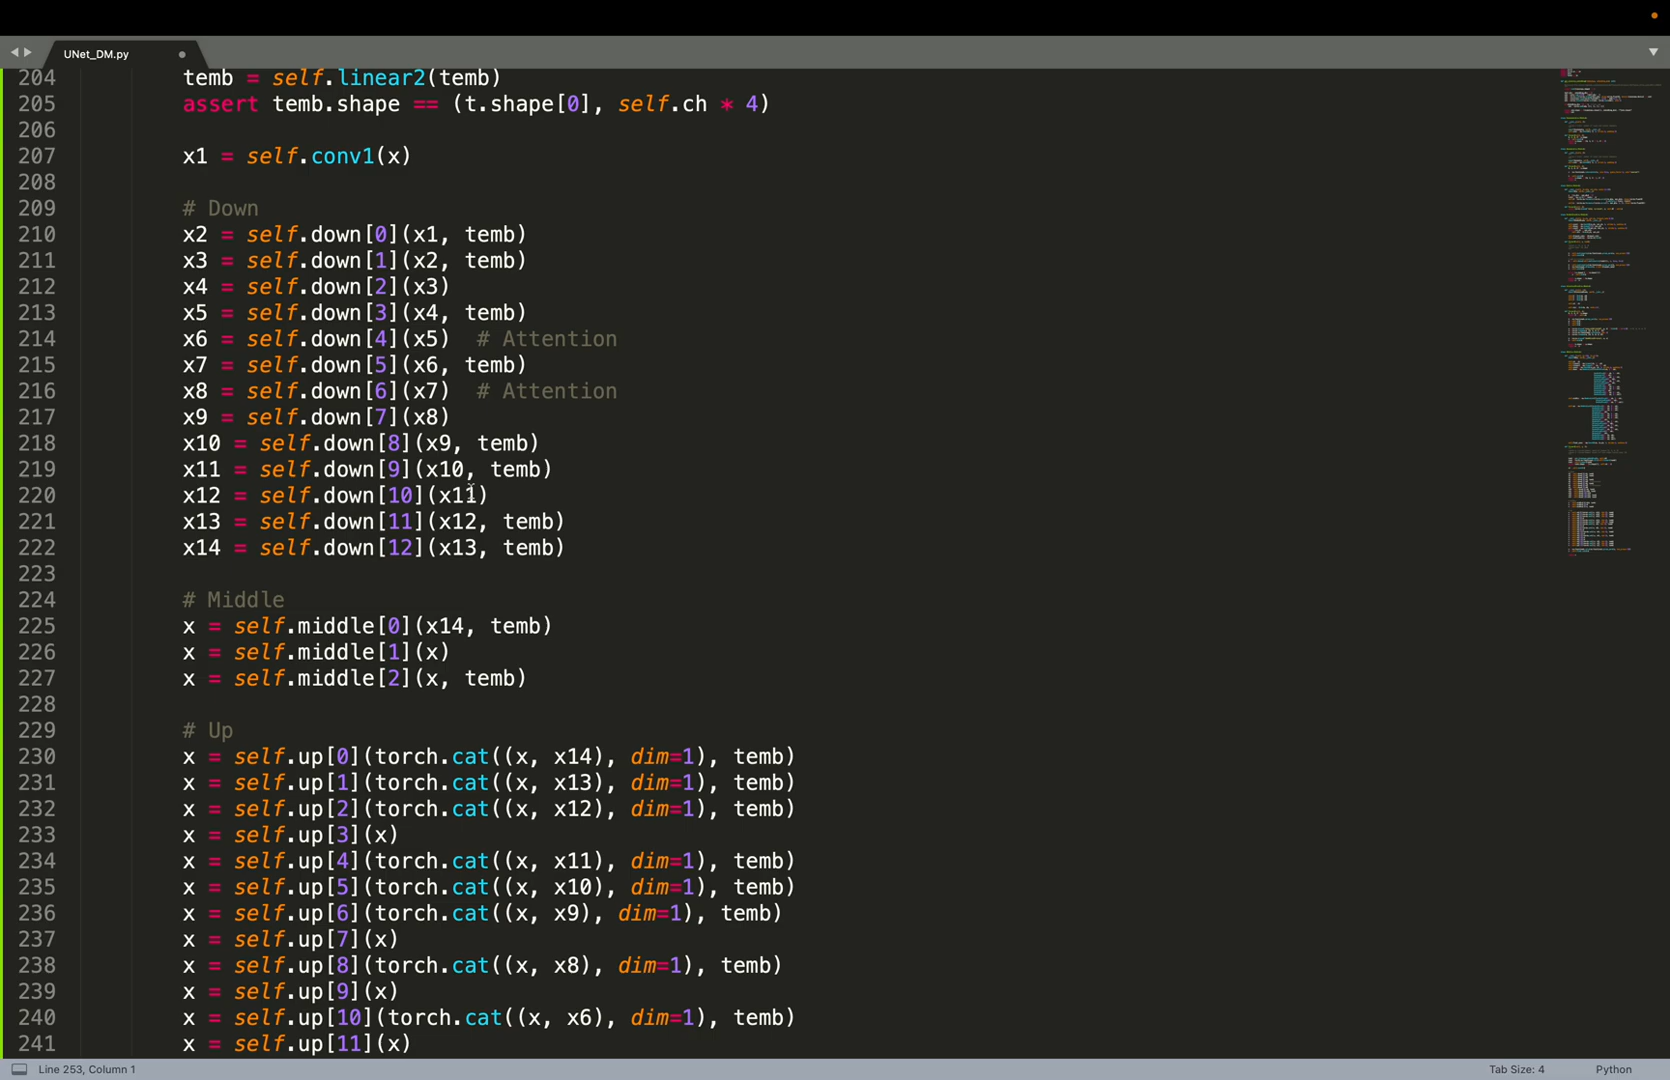 UNet_DM.py
204 temb = self.linear2(temb)
205 assert temb.shape == (t.shape[0], self.ch * 4)
206
207 x1 = self.conv1(x)
208
209 # Down
210 x2 = self.down[0](x1, temb)
211 x3 = self.down[1](x2, temb)
212 x4 = self.down[2](x3)
213 x5 = self.down[3](x4, temb)
214 x6 = self.down[4](x5)  # Attention
215 x7 = self.down[5](x6, temb)
216 x8 = self.down[6](x7)  # Attention
217 x9 = self.down[7](x8)
218 x10 = self.down[8](x9, temb)
219 x11 = self.down[9](x10, temb)
220 x12 = self.down[10](x11)
221 x13 = self.down[11](x12, temb)
222 x14 = self.down[12](x13, temb)
223
224 # Middle
225 x = self.middle[0](x14, temb)
226 x = self.middle[1](x)
227 x = self.middle[2](x, temb)
228
229 # Up
230 x = self.up[0](torch.cat((x, x14), dim=1), temb)
231 x = self.up[1](torch.cat((x, x13), dim=1), temb)
232 x = self.up[2](torch.cat((x, x12), dim=1), temb)
233 x = self.up[3](x)
234 x = self.up[4](torch.cat((x, x11), dim=1), temb)
235 x = self.up[5](torch.cat((x, x10), dim=1), temb)
236 x = self.up[6](torch.cat((x, x9), dim=1), temb)
237 x = self.up[7](x)
238 x = self.up[8](torch.cat((x, x8), dim=1), temb)
239 x = self.up[9](x)
240 x = self.up[10](torch.cat((x, x6), dim=1), temb)
241 x = self.up[11](x)
Line 253, Column 1
Tab Size: 4
Python